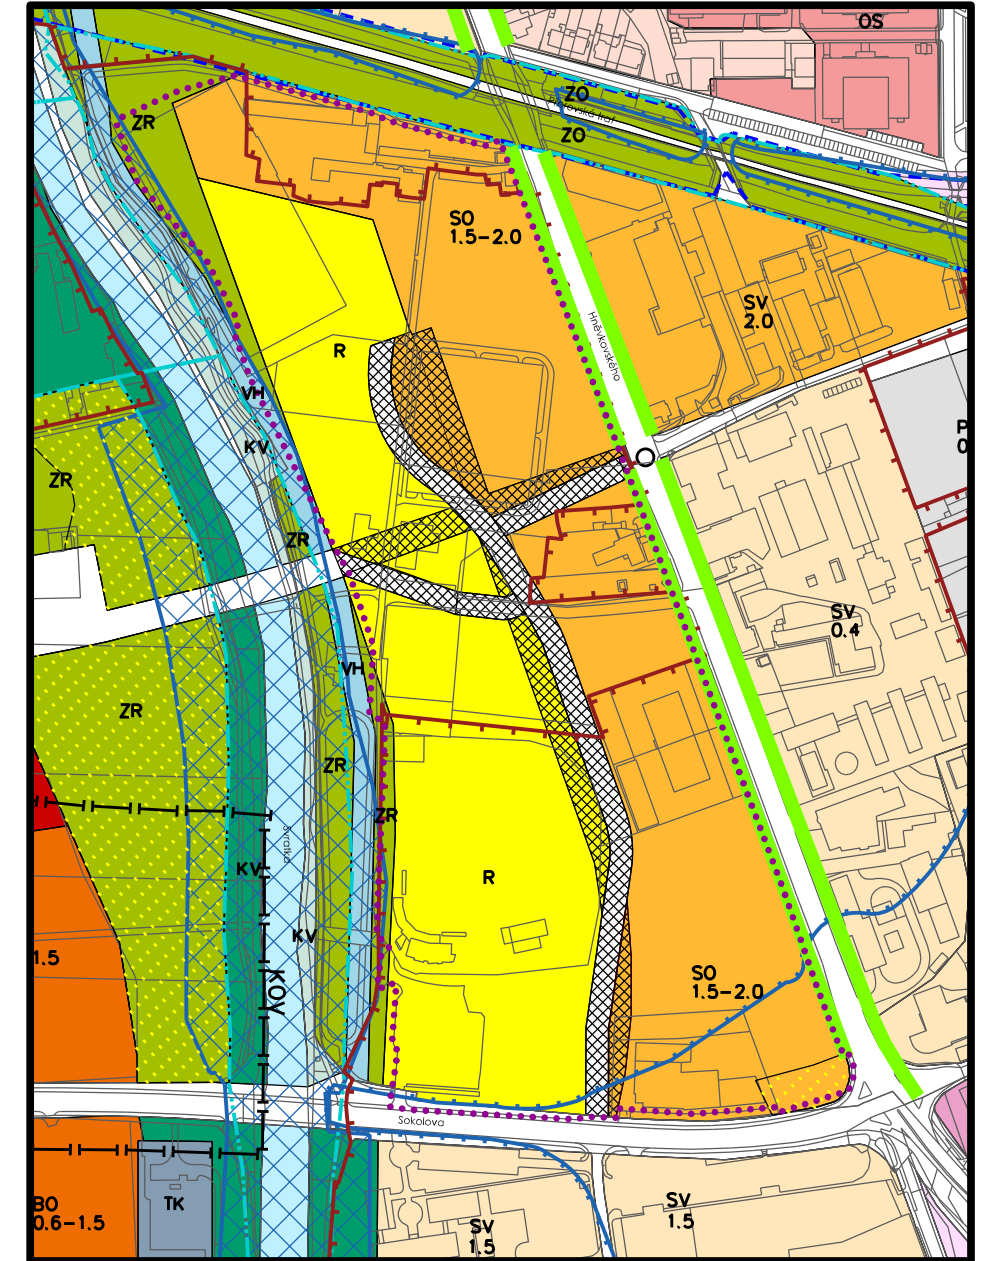 OS
ZO
ZR
ZO
SO
1.5-2.0
SV
2.0
Hněvkovského
R
VH
KV
P
0
ZR
ZR
SV
0.4
VH
ZR
ZR
ZR
Svratka
KV
R
KV
1.5
SO
1.5-2.0
KOV
Sokolova
BO
0.6-1.5
TK
SV
1.5
SV
1.5